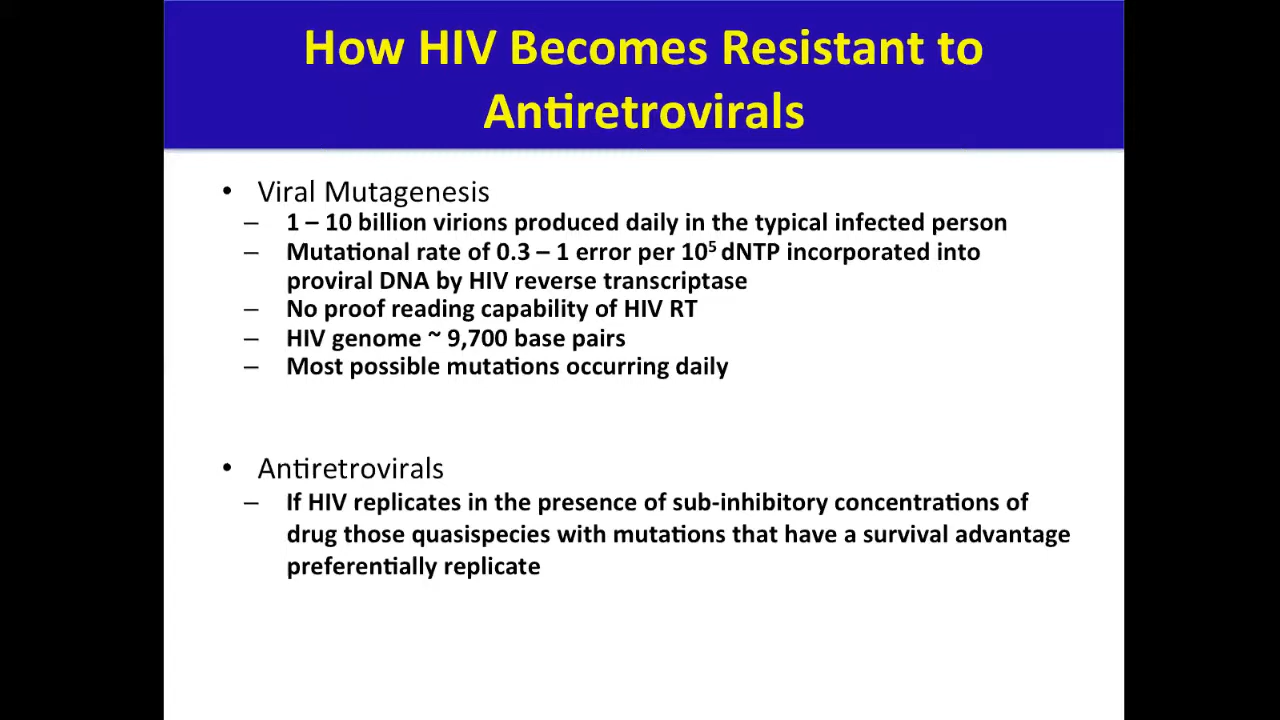 How HIV Becomes Resistant to
Antiretrovirals
• Viral Mutagenesis
– 1 – 10 billion virions produced daily in the typical infected person
– Mutational rate of 0.3 – 1 error per 10⁵ dNTP incorporated into
proviral DNA by HIV reverse transcriptase
– No proof reading capability of HIV RT
– HIV genome ~ 9,700 base pairs
– Most possible mutations occurring daily
• Antiretrovirals
– If HIV replicates in the presence of sub-inhibitory concentrations of
drug those quasispecies with mutations that have a survival advantage
preferentially replicate